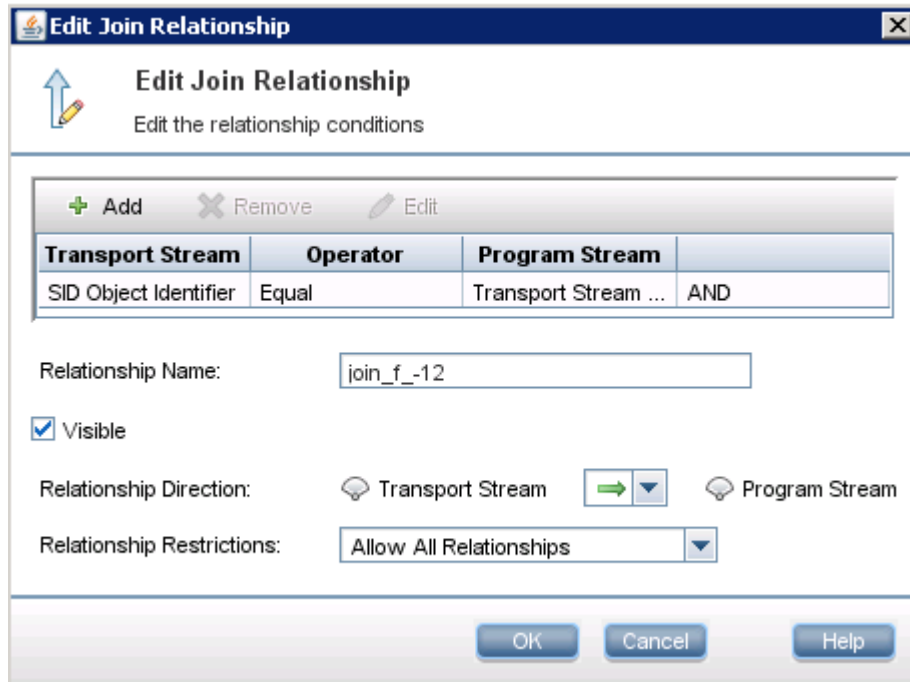 Edit Join Relationship
Edit Join Relationship
Edit the relationship conditions
Add Remove Edit
Transport Stream Operator Program Stream
SID Object Identifier Equal Transport Stream ... AND
Relationship Name: join_f_-12
Visible
Relationship Direction: Transport Stream Program Stream
Relationship Restrictions: Allow All Relationships
OK Cancel Help